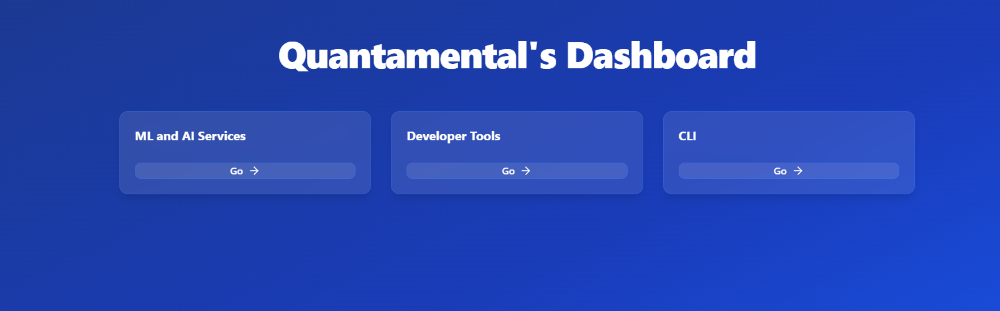 Quantamental's Dashboard
ML and AI Services
Go →
Developer Tools
Go →
CLI
Go →